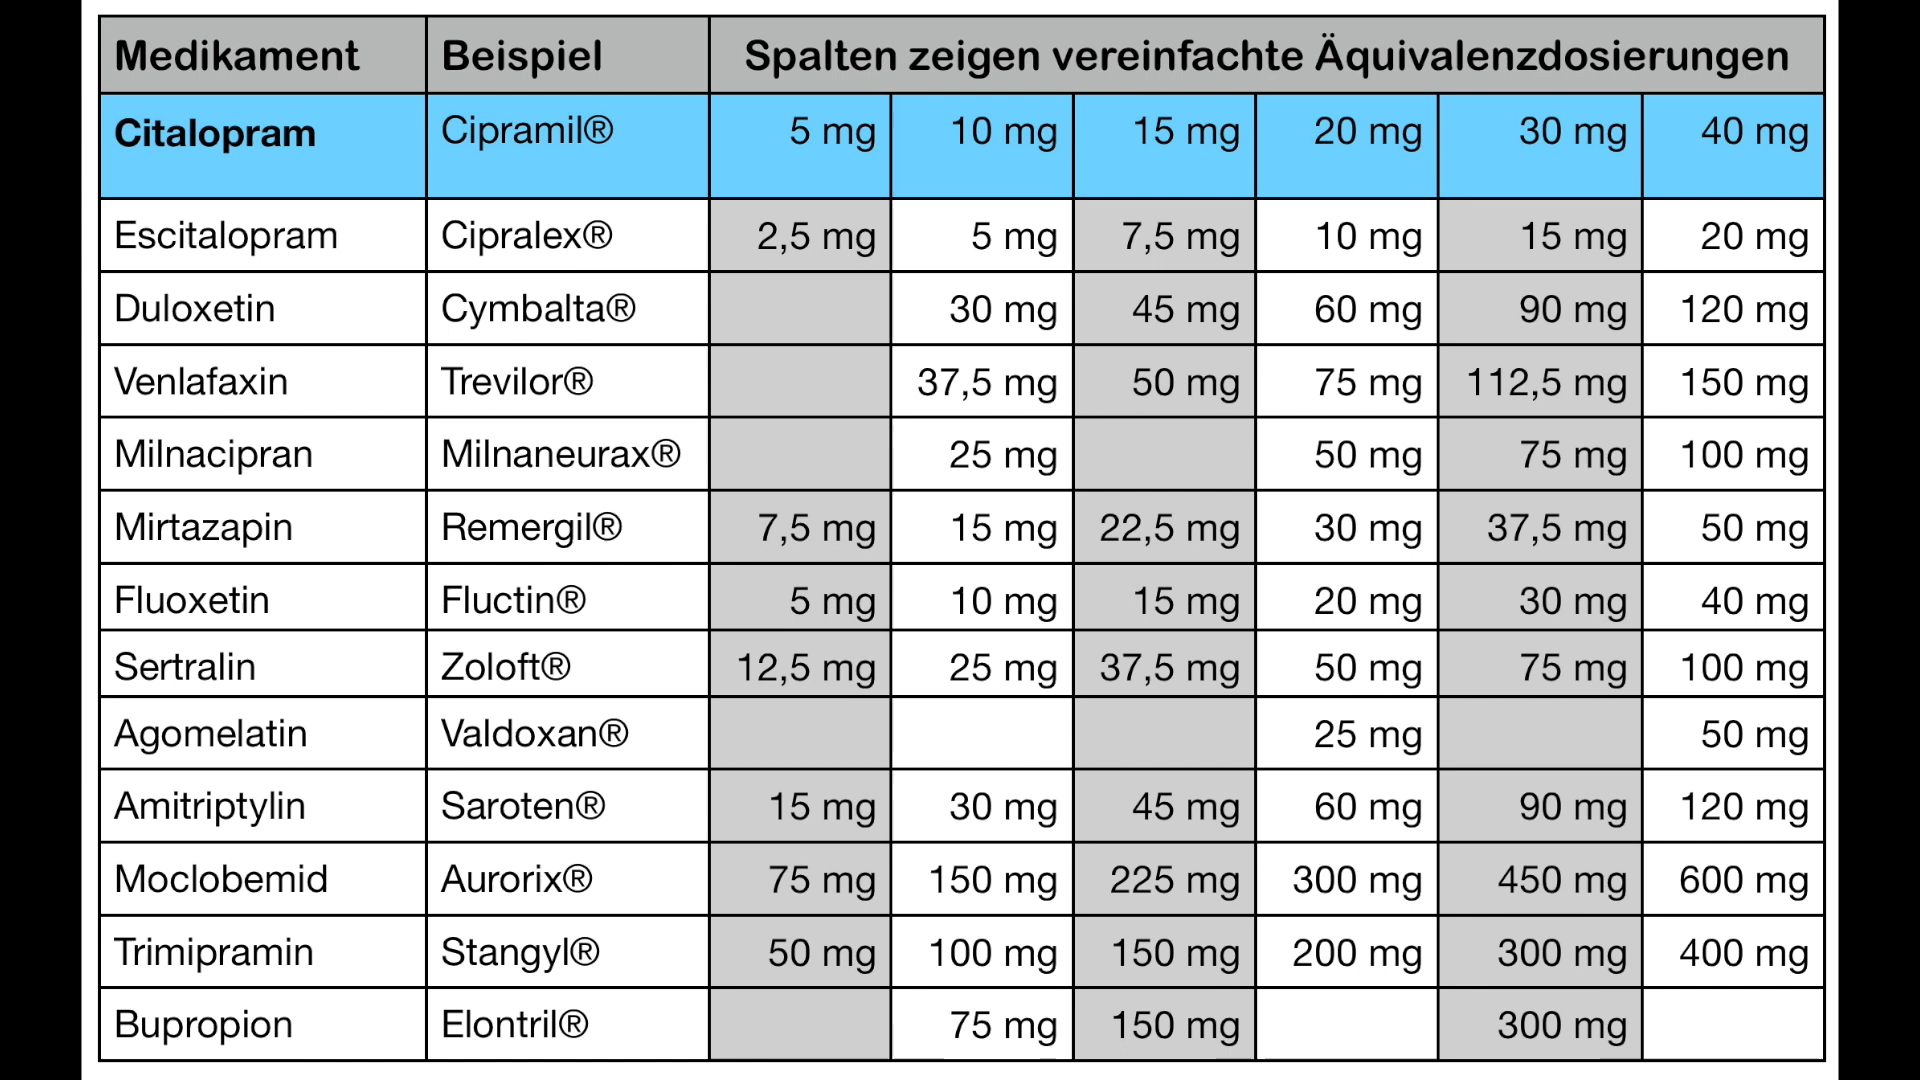 Medikament Beispiel Spalten zeigen vereinfachte Äquivalenzdosierungen
Citalopram Cipramil® 5 mg 10 mg 15 mg 20 mg 30 mg 40 mg
Escitalopram Cipralex® 2,5 mg 5 mg 7,5 mg 10 mg 15 mg 20 mg
Duloxetin Cymbalta® 30 mg 45 mg 60 mg 90 mg 120 mg
Venlafaxin Trevilor® 37,5 mg 50 mg 75 mg 112,5 mg 150 mg
Milnacipran Milnaneurax® 25 mg 50 mg 75 mg 100 mg
Mirtazapin Remergil® 7,5 mg 15 mg 22,5 mg 30 mg 37,5 mg 50 mg
Fluoxetin Fluctin® 5 mg 10 mg 15 mg 20 mg 30 mg 40 mg
Sertralin Zoloft® 12,5 mg 25 mg 37,5 mg 50 mg 75 mg 100 mg
Agomelatin Valdoxan® 25 mg 50 mg
Amitriptylin Saroten® 15 mg 30 mg 45 mg 60 mg 90 mg 120 mg
Moclobemid Aurorix® 75 mg 150 mg 225 mg 300 mg 450 mg 600 mg
Trimipramin Stangyl® 50 mg 100 mg 150 mg 200 mg 300 mg 400 mg
Bupropion Elontril® 75 mg 150 mg 300 mg